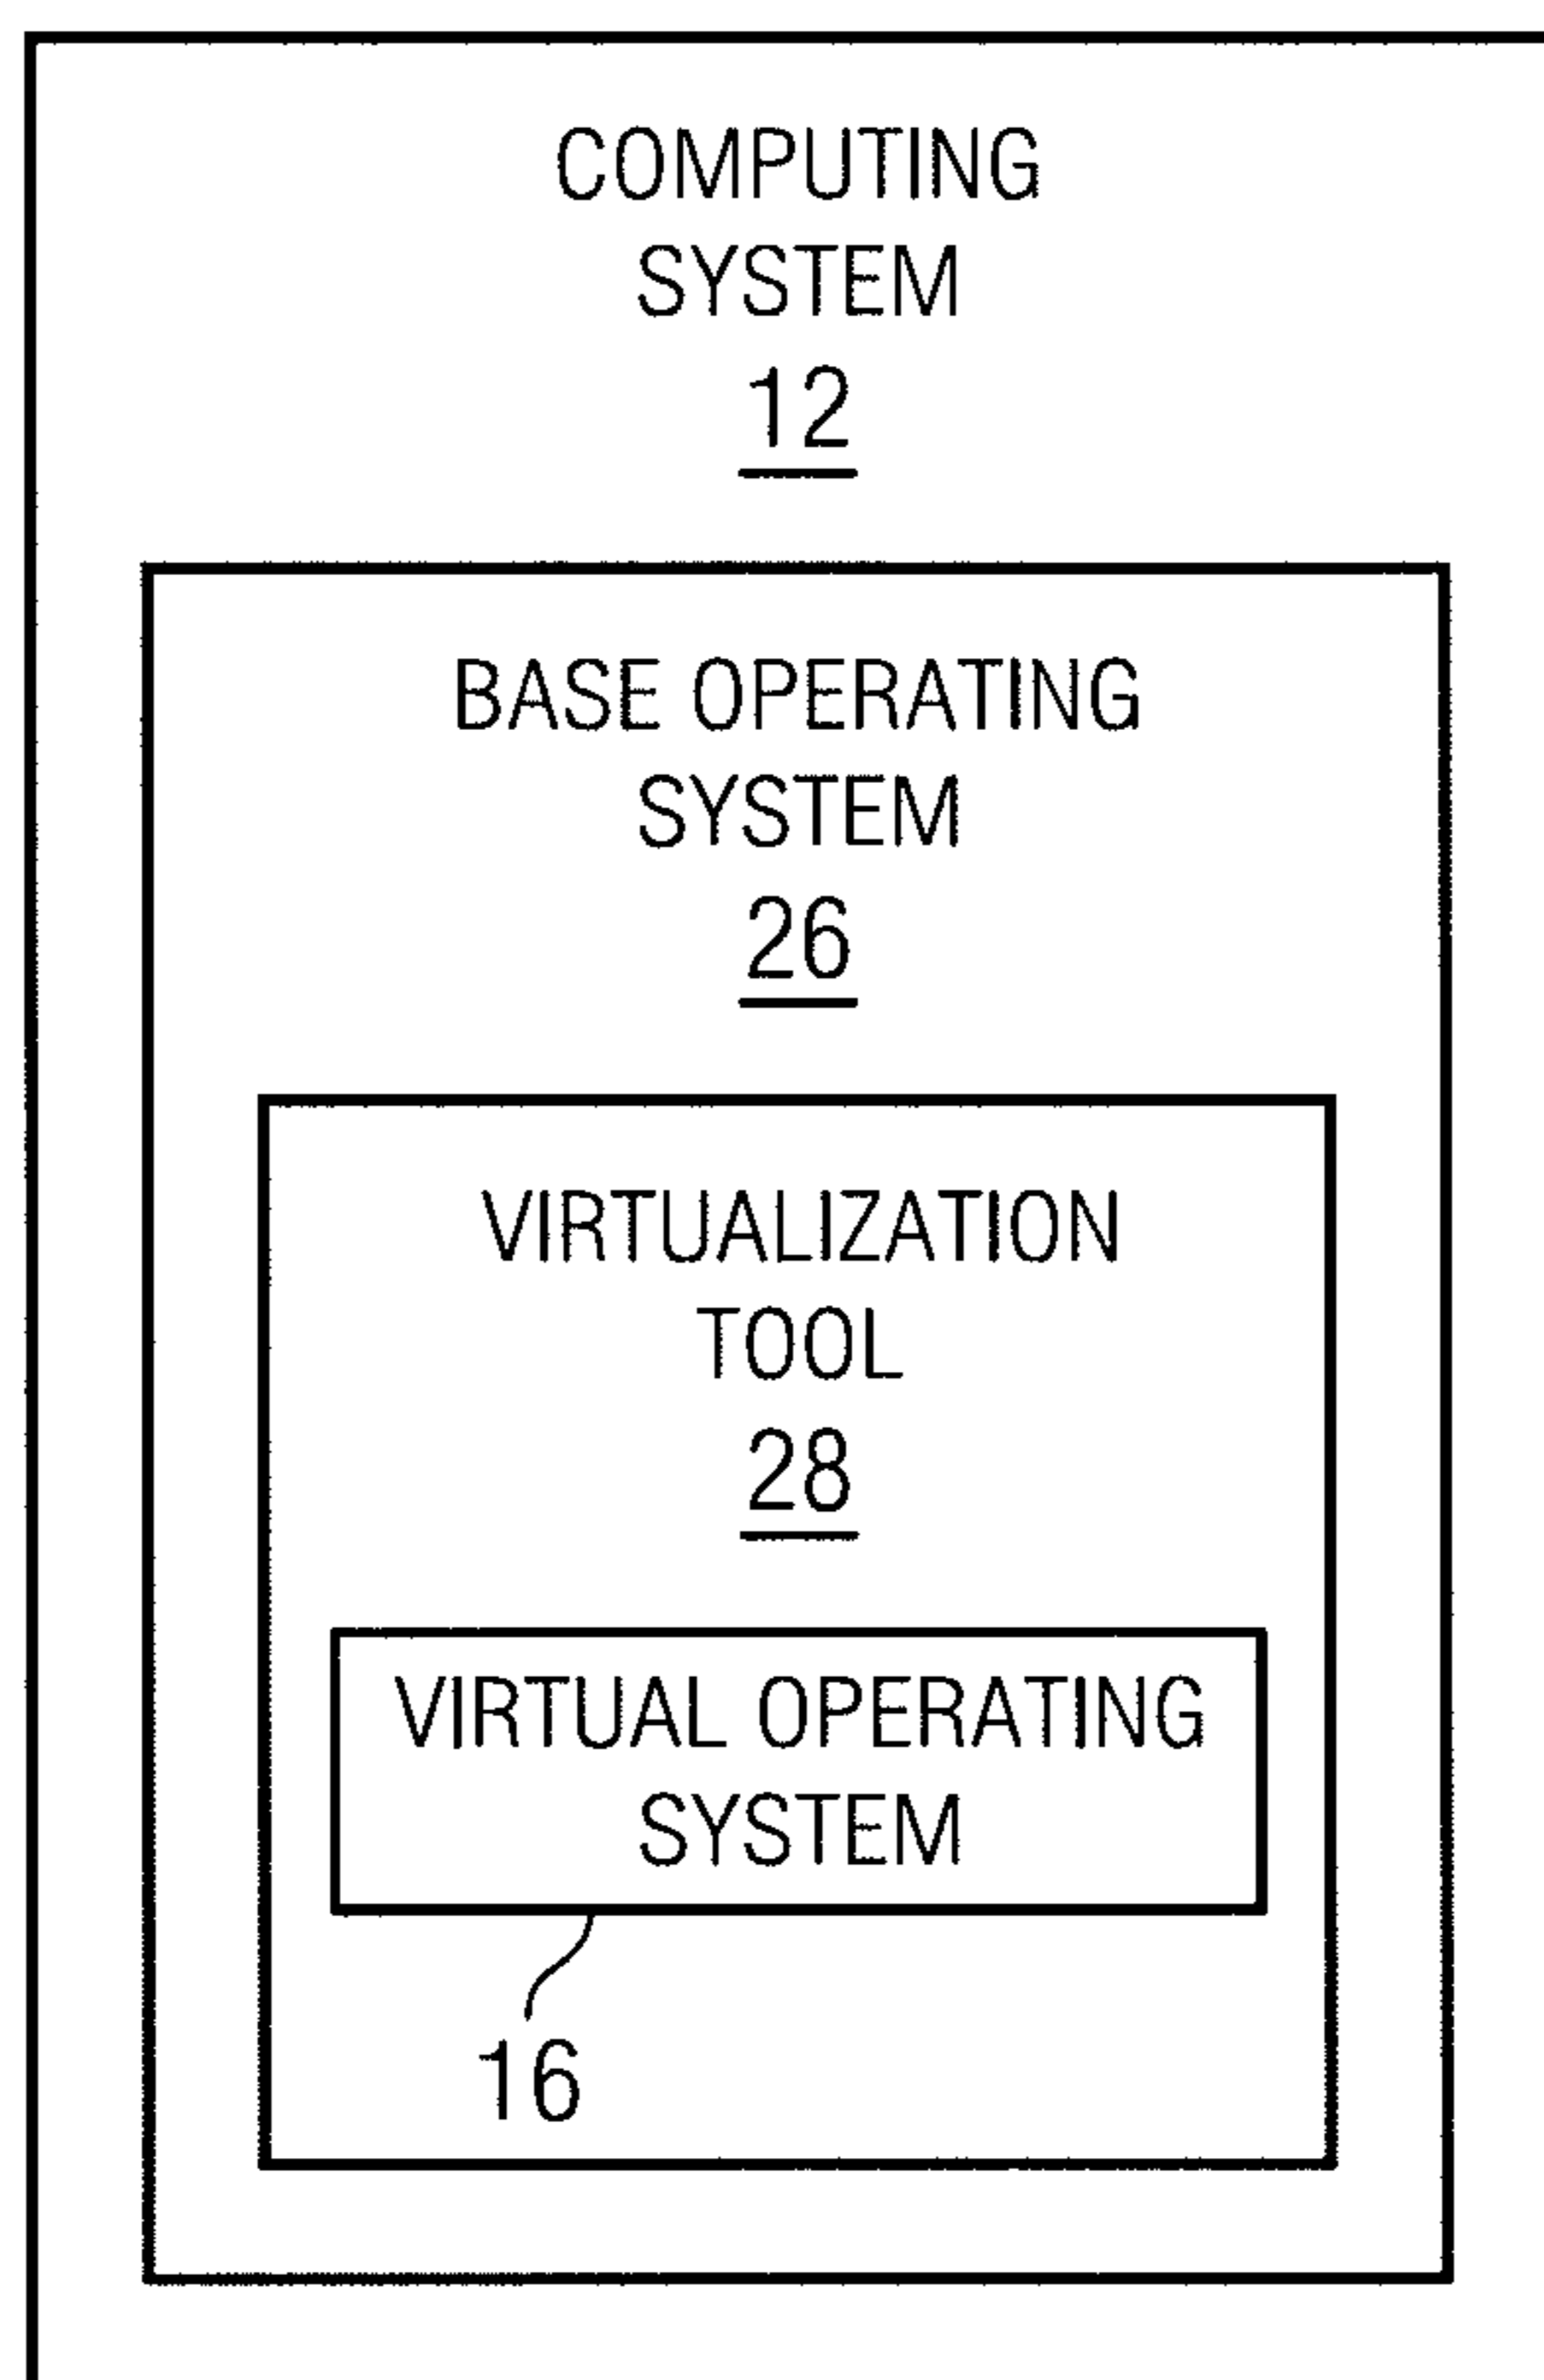 COMPUTING
SYSTEM
12
BASE OPERATING
SYSTEM
26
VIRTUALIZATION
TOOL
28
VIRTUAL OPERATING
SYSTEM
16